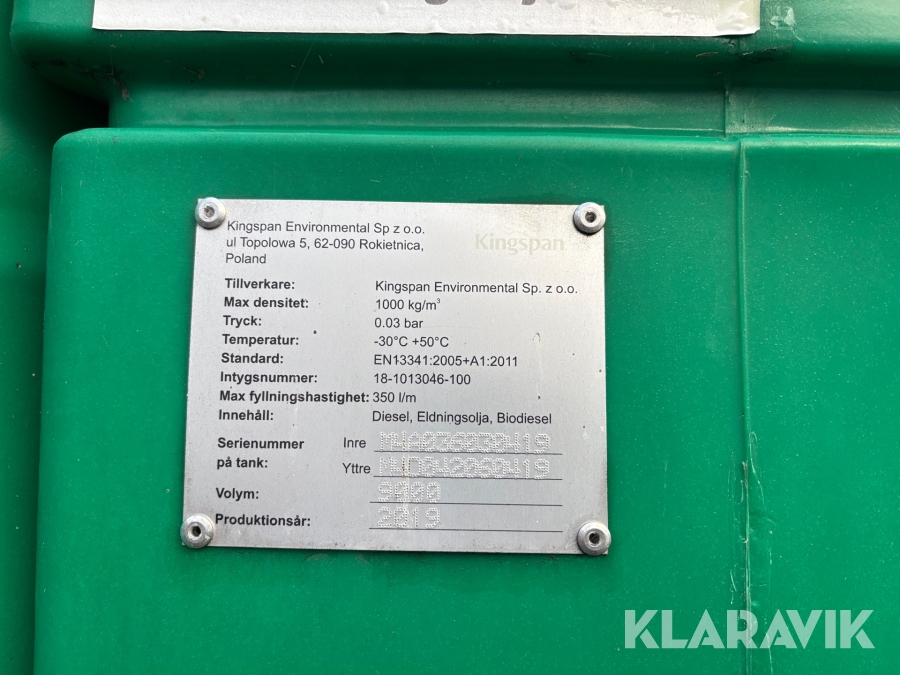 Kingspan Environmental Sp z o.o.
ul Topolowa 5, 62-090 Rokietnica,
Poland
Kingspan
Tillverkare: Kingspan Environmental Sp. z o.o.
Max densitet: 1000 kg/m³
Tryck: 0.03 bar
Temperatur: -30°C +50°C
Standard: EN13341:2005+A1:2011
Intygsnummer: 18-1013046-100
Max fyllningshastighet: 350 l/m
Innehåll: Diesel, Eldningsolja, Biodiesel
Serienummer Inre
på tank: Yttre
Volym: 9000
Produktionsår: 2019
KLARAVIK